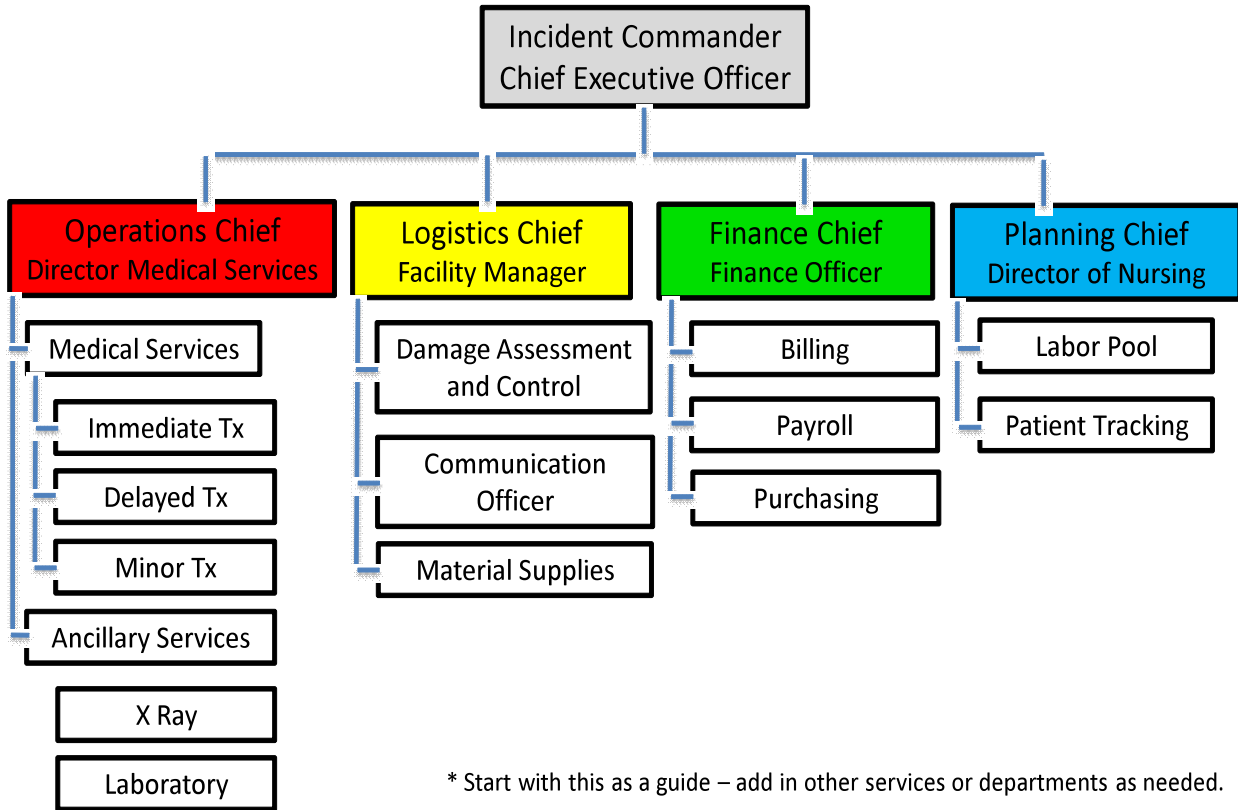 Incident Commander
Chief Executive Officer
Operations Chief
Director Medical Services
Medical Services
Immediate Tx
Delayed Tx
Minor Tx
Ancillary Services
X Ray
Laboratory
Logistics Chief
Facility Manager
Damage Assessment
and Control
Communication
Officer
Material Supplies
Finance Chief
Finance Officer
Billing
Payroll
Purchasing
Planning Chief
Director of Nursing
Labor Pool
Patient Tracking
* Start with this as a guide – add in other services or departments as needed.